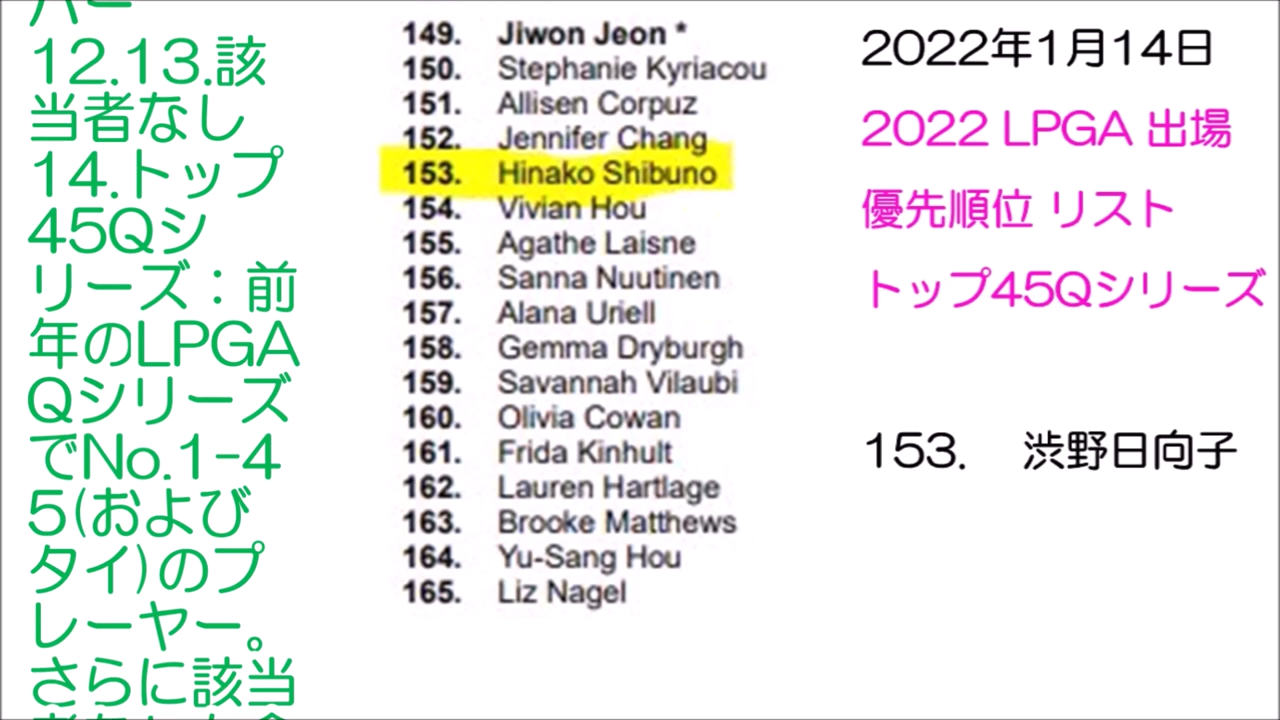 バー
12.13.該
当者なし
14.トップ
45Qシ
リーズ：前
年のLPGA
Qシリーズ
でNo.1-4
5(および
タイ)のプ
レーヤー。
さらに該当
149. Jiwon Jeon *
150. Stephanie Kyriacou
151. Allisen Corpuz
152. Jennifer Chang
153. Hinako Shibuno
154. Vivian Hou
155. Agathe Laisne
156. Sanna Nuutinen
157. Alana Uriell
158. Gemma Dryburgh
159. Savannah Vilaubi
160. Olivia Cowan
161. Frida Kinhult
162. Lauren Hartlage
163. Brooke Matthews
164. Yu-Sang Hou
165. Liz Nagel
2022年1月14日
2022 LPGA 出場
優先順位 リスト
トップ45Qシリーズ
153. 渋野日向子